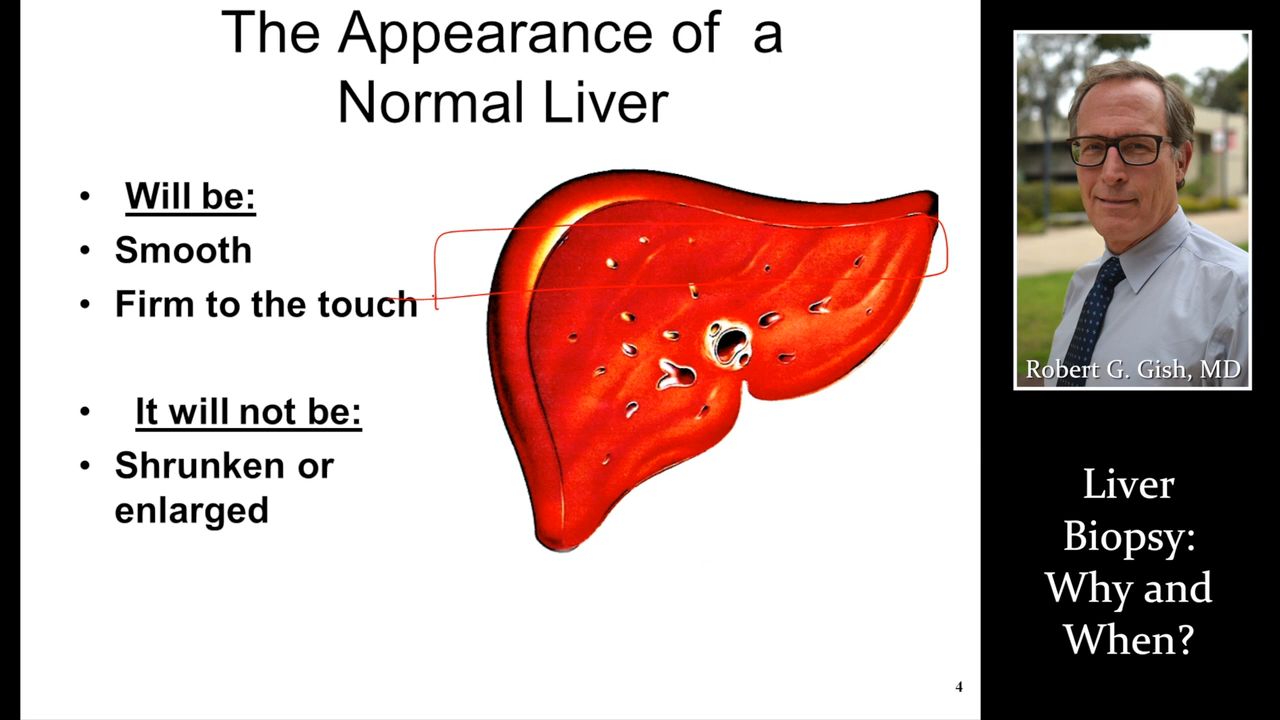 The Appearance of a
Normal Liver
• Will be:
• Smooth
• Firm to the touch
• It will not be:
• Shrunken or
enlarged
4
Robert G. Gish, MD
Liver
Biopsy:
Why and
When?